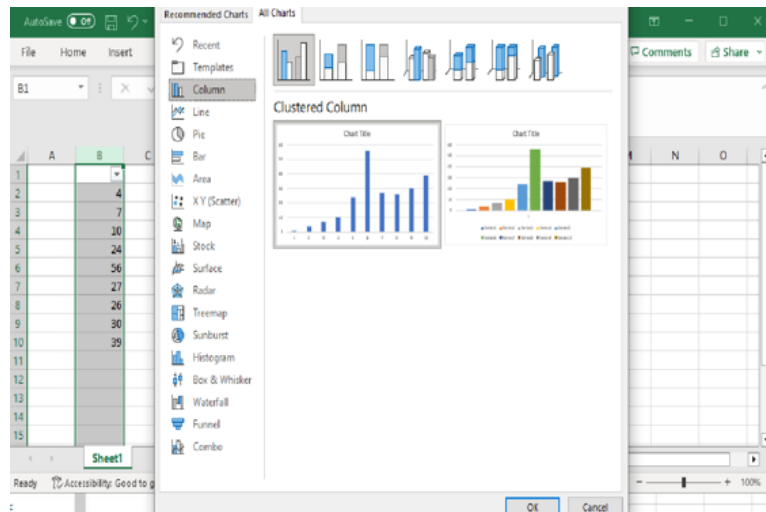 AutoSave Off
File Home Insert
Comments Share
B1
Recommended Charts All Charts
Recent
Templates
Column
Line
Pie
Bar
Area
X Y (Scatter)
Map
Stock
Surface
Radar
Treemap
Sunburst
Histogram
Box & Whisker
Waterfall
Funnel
Combo
Clustered Column
Chart Title
Chart Title
A B C M N O
1
2 4
3 7
4 10
5 24
6 56
7 27
8 26
9 30
10 39
11
12
13
14
15
Sheet1
Ready Accessibility: Good to g
100%
OK Cancel